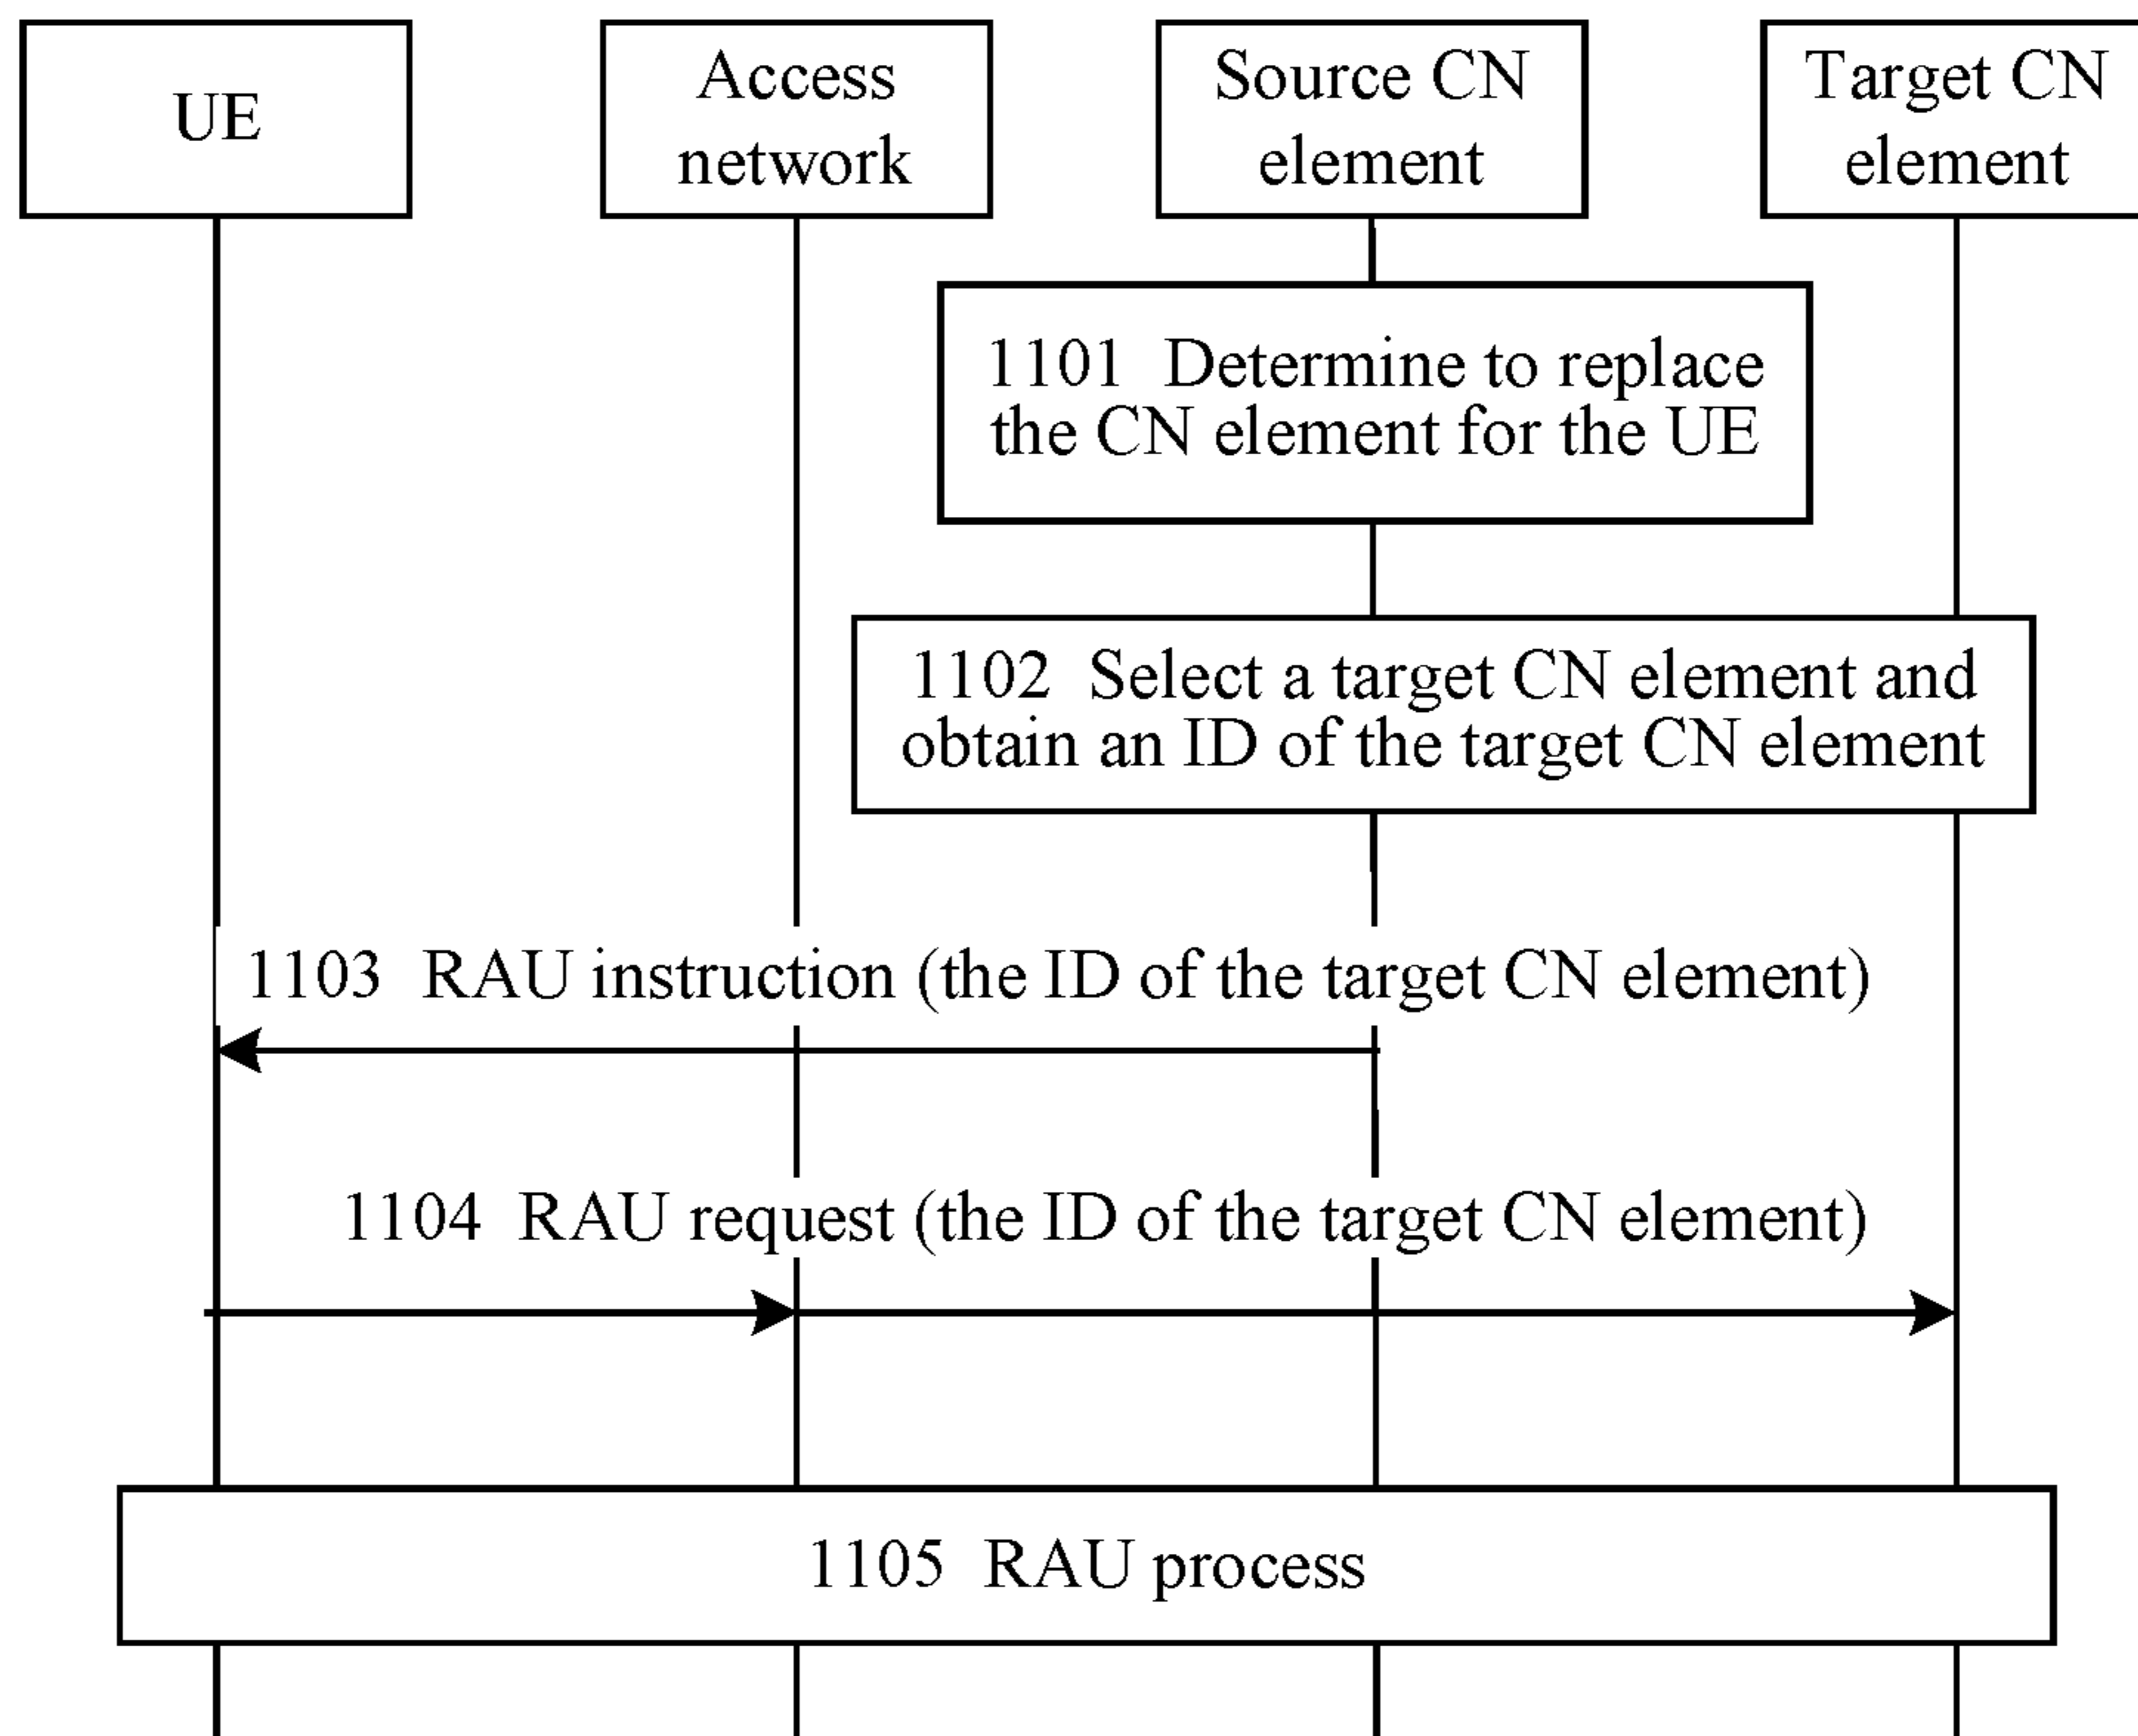 UE
Access
network
Source CN
element
Target CN
element
1101 Determine to replace
the CN element for the UE
1102 Select a target CN element and
obtain an ID of the target CN element
1103 RAU instruction (the ID of the target CN element)
1104 RAU request (the ID of the target CN element)
1105 RAU process